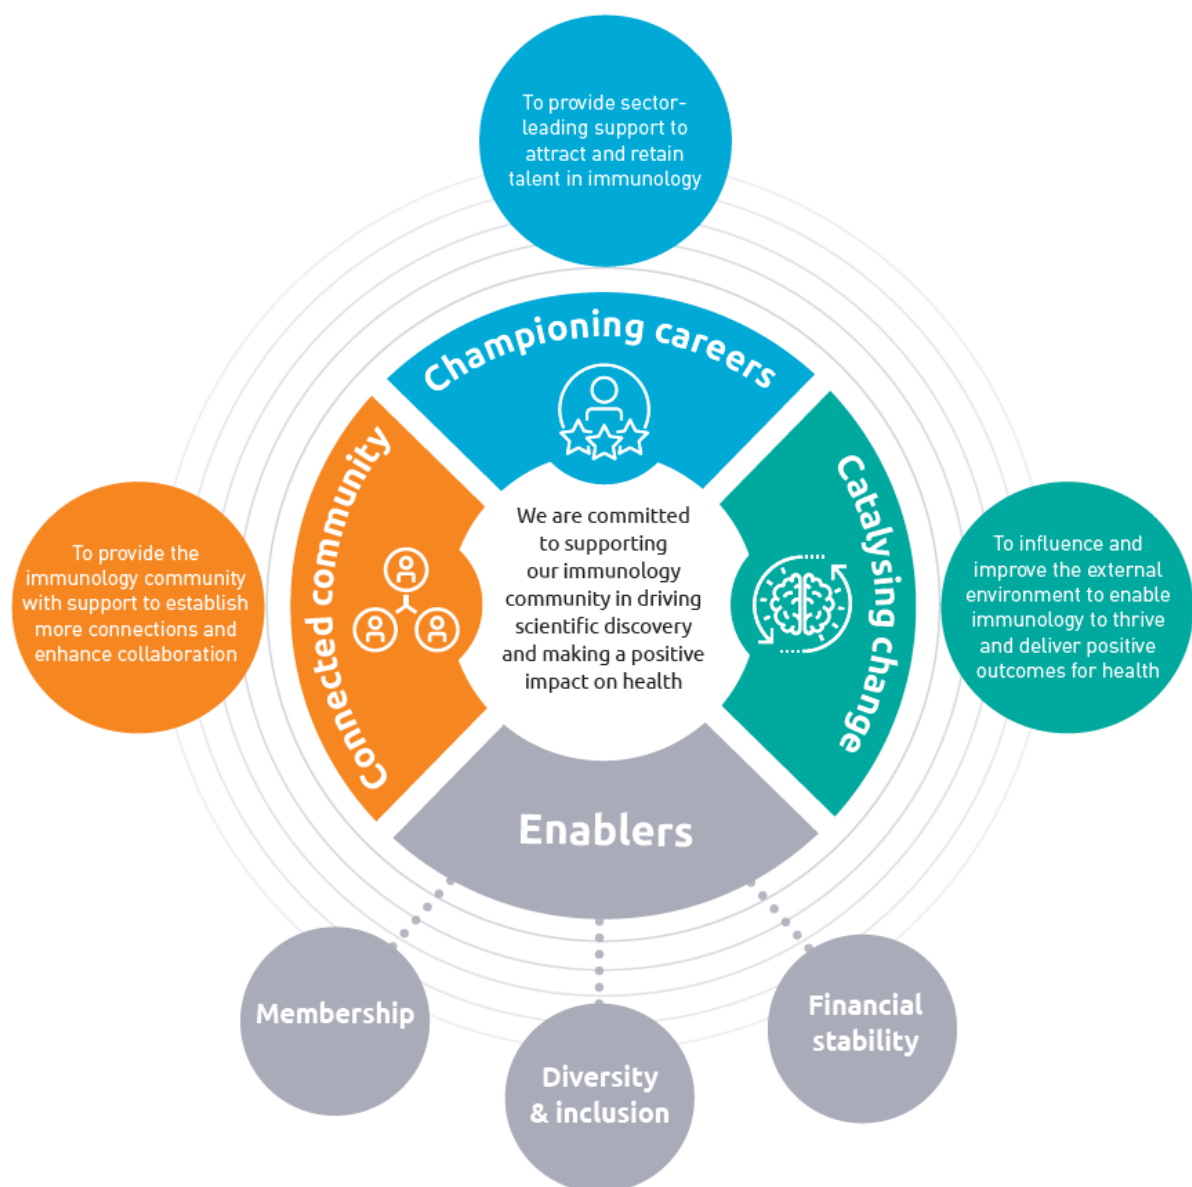 To provide sector-
leading support to
attract and retain
talent in immunology
Championing careers
Connected community
Catalysing change
We are committed
to supporting
our immunology
community in driving
scientific discovery
and making a positive
impact on health
To provide the
immunology community
with support to establish
more connections and
enhance collaboration
To influence and
improve the external
environment to enable
immunology to thrive
and deliver positive
outcomes for health
Enablers
Membership
Diversity
& inclusion
Financial
stability